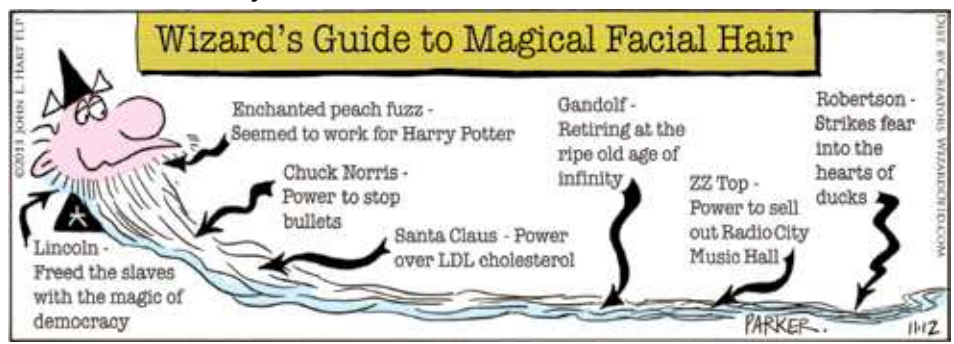 Wizard's Guide to Magical Facial Hair
©2013 JOHN L. HART FLP
Enchanted peach fuzz -
Seemed to work for Harry Potter
Chuck Norris -
Power to stop
bullets
Lincoln -
Freed the slaves
with the magic of
democracy
Santa Claus - Power
over LDL cholesterol
Gandolf -
Retiring at the
ripe old age of
infinity
ZZ Top -
Power to sell
out Radio City
Music Hall
Robertson -
Strikes fear
into the
hearts of
ducks
DIST. BY CREATORS WIZARDOFID.COM
PARKER.
11·12